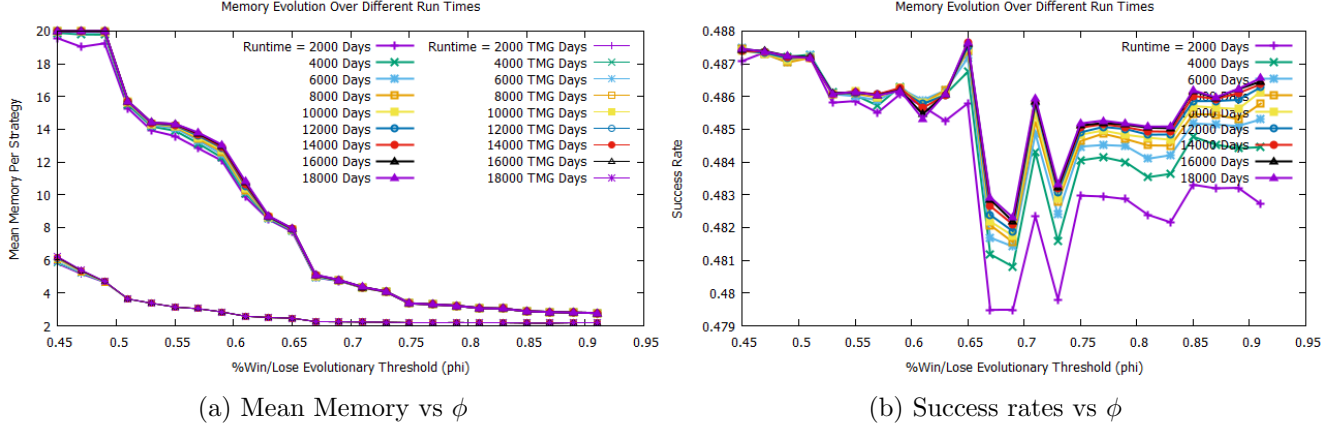 Memory Evolution Over Different Run Times
20
18
16
14
12
10
8
6
4
2
Mean Memory Per Strategy
Runtime = 2000 Days
4000 Days
6000 Days
8000 Days
10000 Days
12000 Days
14000 Days
16000 Days
18000 Days
Runtime = 2000 TMG Days
4000 TMG Days
6000 TMG Days
8000 TMG Days
10000 TMG Days
12000 TMG Days
14000 TMG Days
16000 TMG Days
18000 TMG Days
0.45 0.5 0.55 0.6 0.65 0.7 0.75 0.8 0.85 0.9 0.95
%Win/Lose Evolutionary Threshold (phi)
(a) Mean Memory vs ϕ
Memory Evolution Over Different Run Times
0.488
0.487
0.486
0.485
0.484
0.483
0.482
0.481
0.48
0.479
Success Rate
Runtime = 2000 Days
4000 Days
6000 Days
8000 Days
10000 Days
12000 Days
14000 Days
16000 Days
18000 Days
0.45 0.5 0.55 0.6 0.65 0.7 0.75 0.8 0.85 0.9 0.95
%Win/Lose Evolutionary Threshold (phi)
(b) Success rates vs ϕ